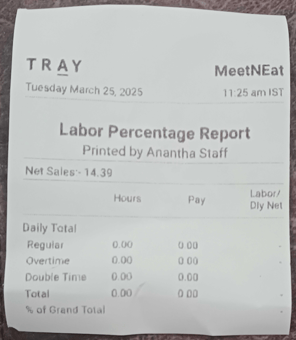 TRAY
MeetNEat
Tuesday March 25, 2025 11:25 am IST
Labor Percentage Report
Printed by Anantha Staff
Net Sales:- 14.39
Hours Pay Labor/
Dly Net
Daily Total
Regular 0.00 0.00 -
Overtime 0.00 0.00 -
Double Time 0.00 0.00 -
Total 0.00 0.00 -
% of Grand Total -